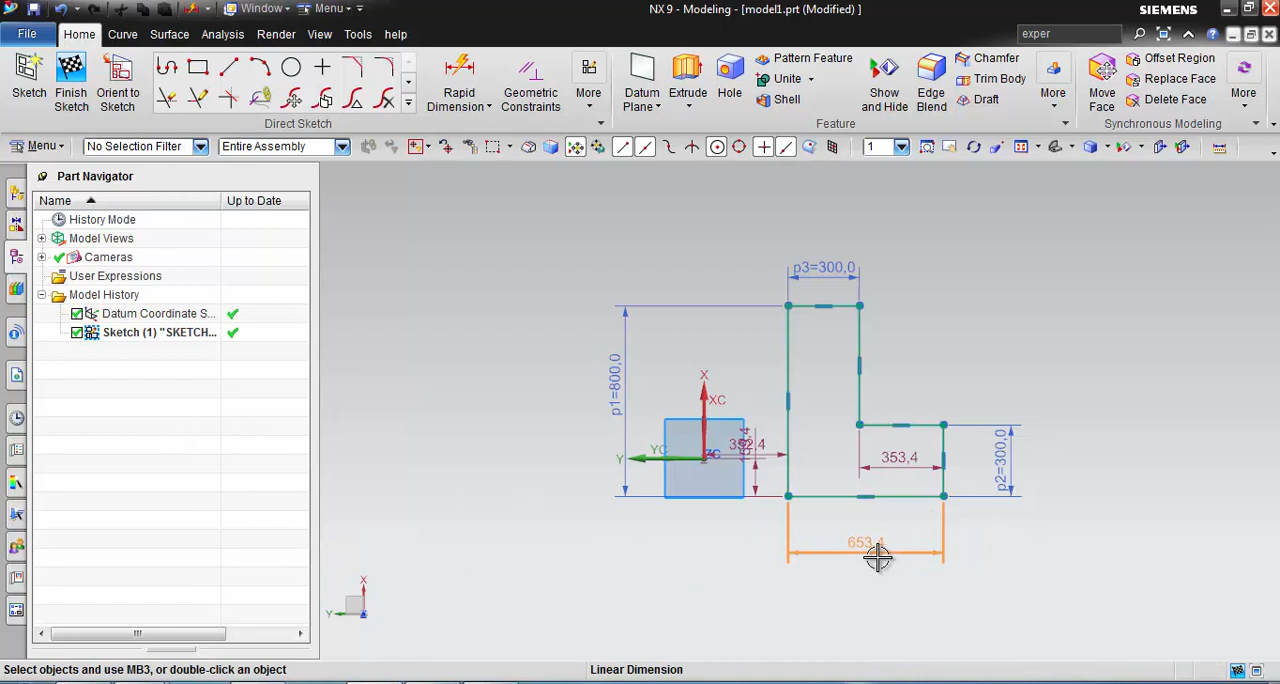 Window
Menu
NX 9 - Modeling - [model1.prt (Modified) ]
SIEMENS
File
Home
Curve
Surface
Analysis
Render
View
Tools
help
exper
Sketch
Finish Sketch
Orient to Sketch
Rapid Dimension
Geometric Constraints
More
Datum Plane
Extrude
Hole
Pattern Feature
Unite
Shell
Show and Hide
Edge Blend
Chamfer
Trim Body
Draft
More
Move Face
Offset Region
Replace Face
Delete Face
More
Direct Sketch
Feature
Synchronous Modeling
Menu
No Selection Filter
Entire Assembly
1
Part Navigator
Name
Up to Date
History Mode
Model Views
Cameras
User Expressions
Model History
Datum Coordinate S...
Sketch (1) "SKETCH...
p3=300,0
p1=800,0
X
XC
YC
Y
ZC
353,4
p2=300,0
653,4
X
Y
Select objects and use MB3, or double-click an object
Linear Dimension